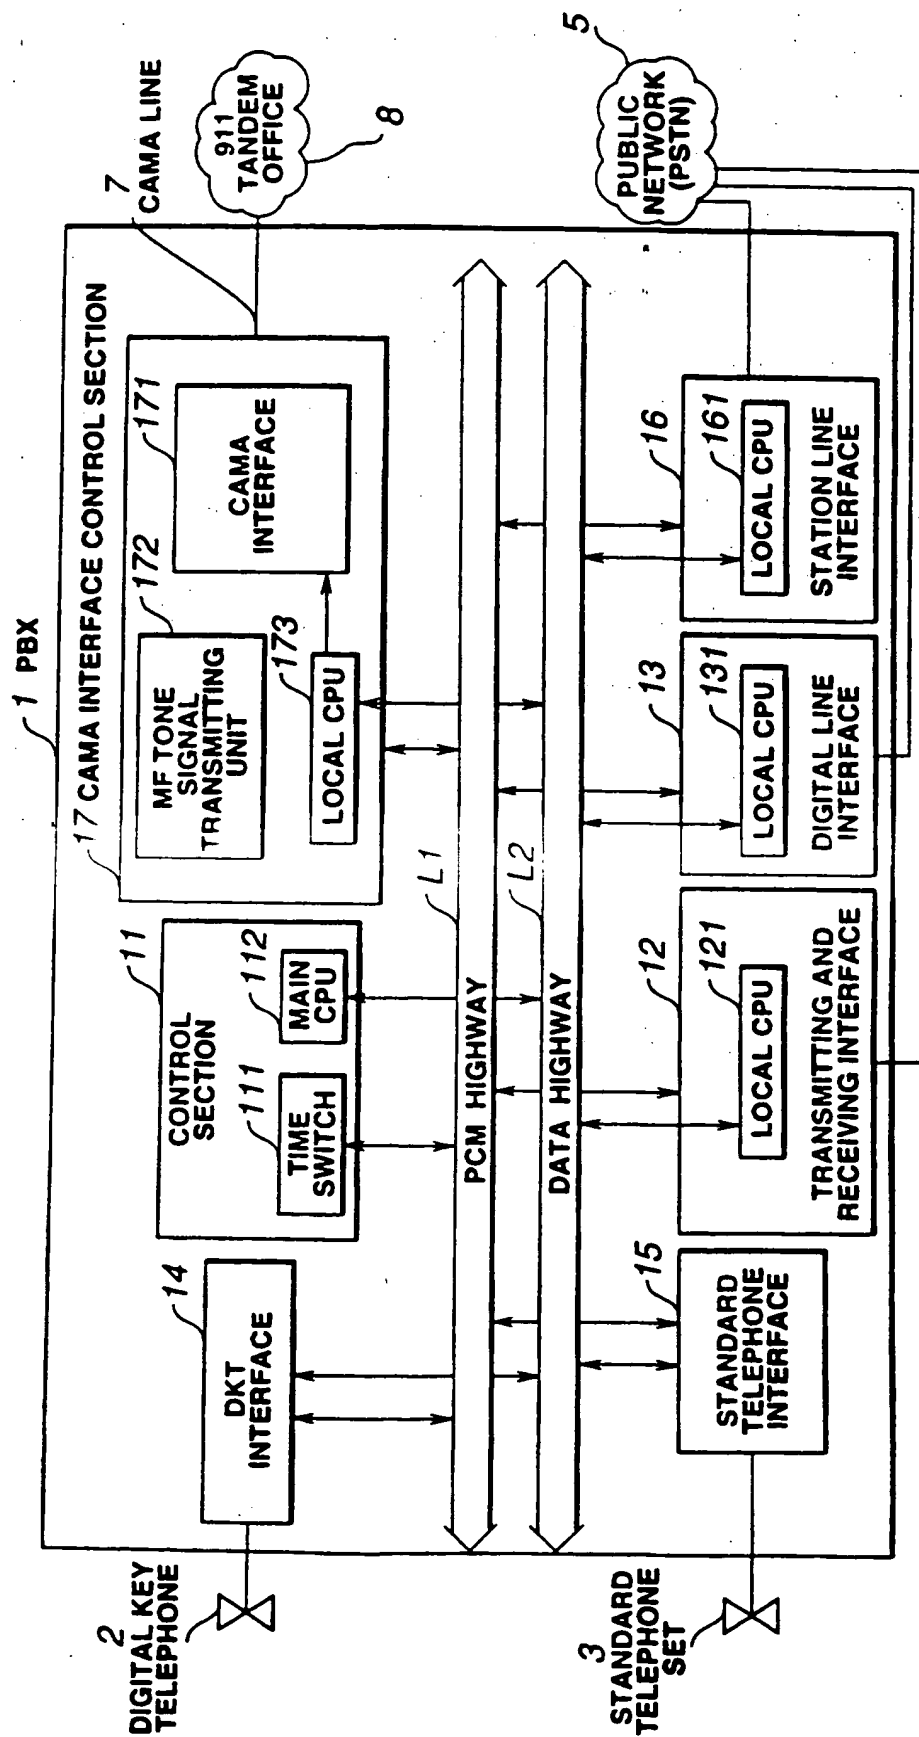 1 PBX
17 CAMA INTERFACE CONTROL SECTION
7
CAMA LINE
911
TANDEM
OFFICE
8
172
MF TONE
SIGNAL
TRANSMITTING
UNIT
171
CAMA
INTERFACE
173
LOCAL CPU
11
CONTROL
SECTION
111
TIME
SWITCH
112
MAIN
CPU
14
DKT
INTERFACE
2
DIGITAL KEY
TELEPHONE
L1
PCM HIGHWAY
L2
DATA HIGHWAY
3
STANDARD
TELEPHONE
SET
15
STANDARD
TELEPHONE
INTERFACE
12
121
LOCAL CPU
TRANSMITTING AND
RECEIVING INTERFACE
13
131
LOCAL CPU
DIGITAL LINE
INTERFACE
16
161
LOCAL CPU
STATION LINE
INTERFACE
5
PUBLIC
NETWORK
(PSTN)